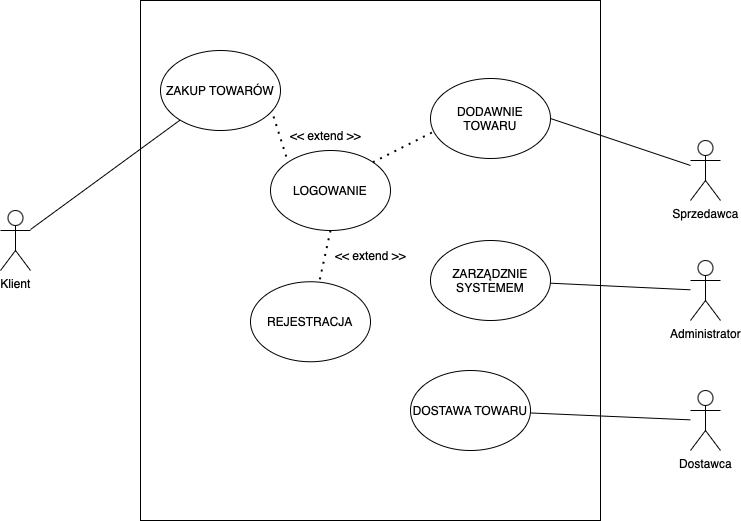 ZAKUP TOWARÓW
DODAWNIE
TOWARU
<< extend >>
LOGOWANIE
Sprzedawca
<< extend >>
Klient
ZARZĄDZNIE
SYSTEMEM
REJESTRACJA
Administrator
DOSTAWA TOWARU
Dostawca